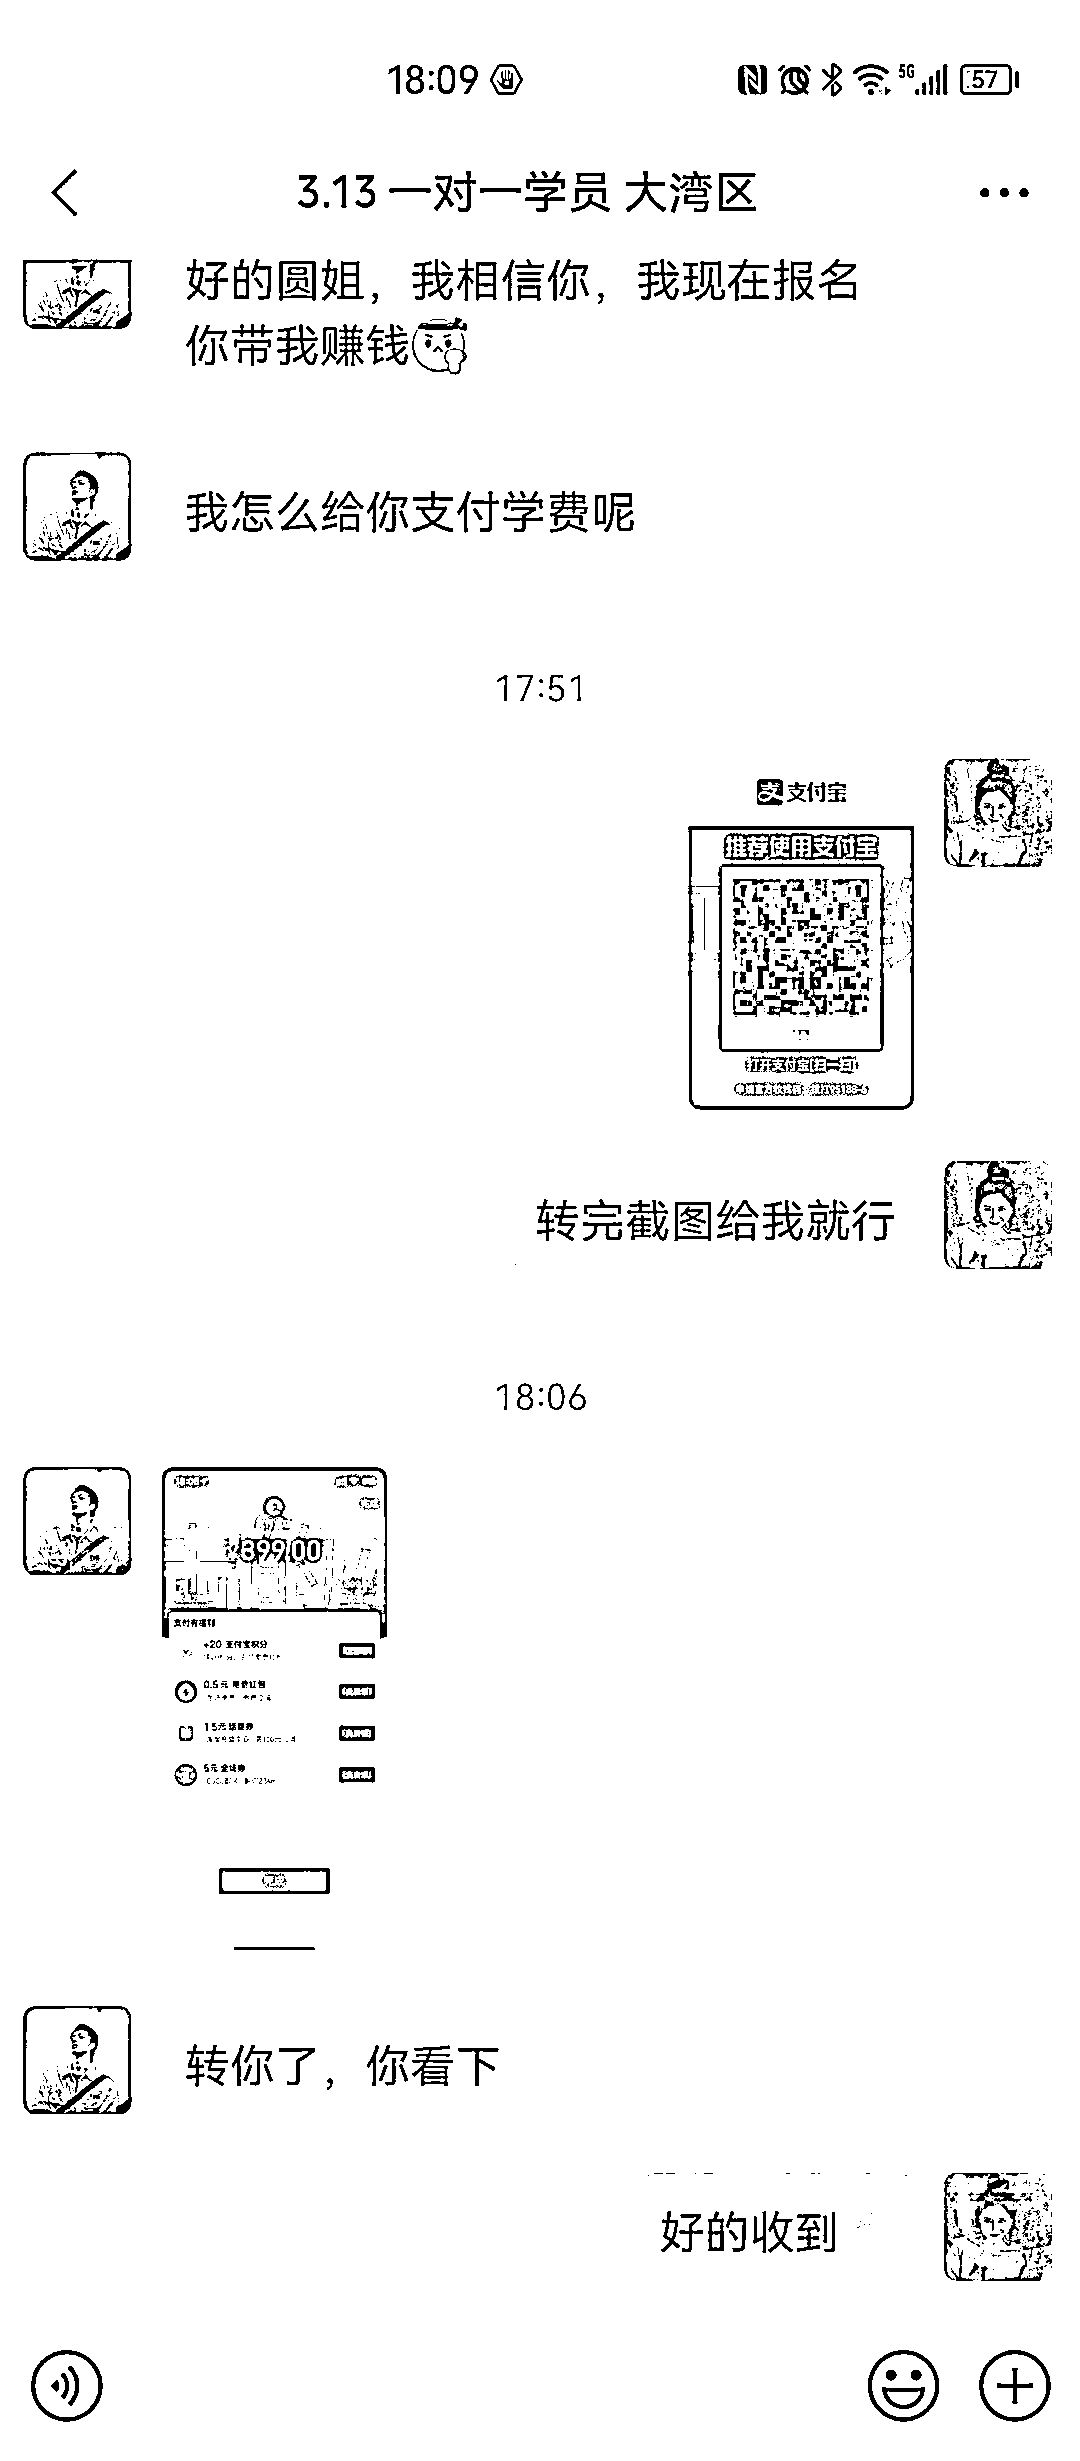 18:09
5G
57
3.13 一对一学员 大湾区
好的圆姐，我相信你，我现在报名
你带我赚钱
我怎么给你支付学费呢
17:51
支付宝
推荐使用支付宝
打开支付宝[扫一扫]
转完截图给我就行
18:06
899.00
支付有福利
+20 支付宝积分
0.5元
15元
5元
转你了，你看下
好的收到